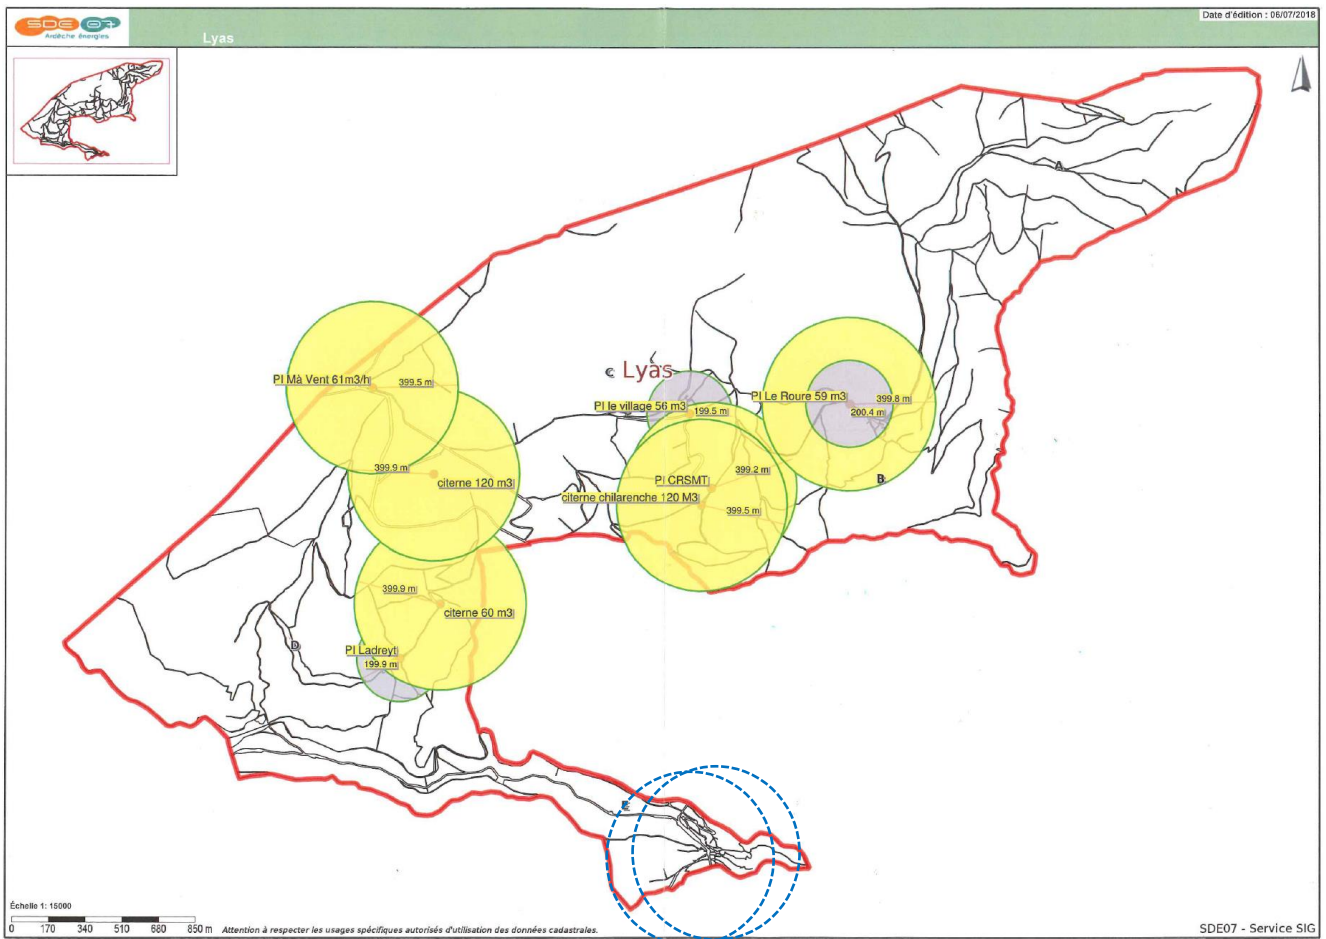 SDE 07
Ardèche énergies
Lyas
Date d'édition : 06/07/2018
A
Lyas
C
PI Mà Vent 61m3/h
399.5 m
PI le village 56 m3
199.5 m
PI Le Roure 59 m3
399.8 m
200.4 m
399.9 m
citerne 120 m3
399.2 m
PI CRSMT
B
citerne chilarenche 120 M3
399.5 m
399.9 m
citerne 60 m3
D
PI Ladreyt
199.9 m
E
Échelle 1: 15000
0 170 340 510 680 850 m
Attention à respecter les usages spécifiques autorisés d'utilisation des données cadastrales.
SDE07 - Service SIG